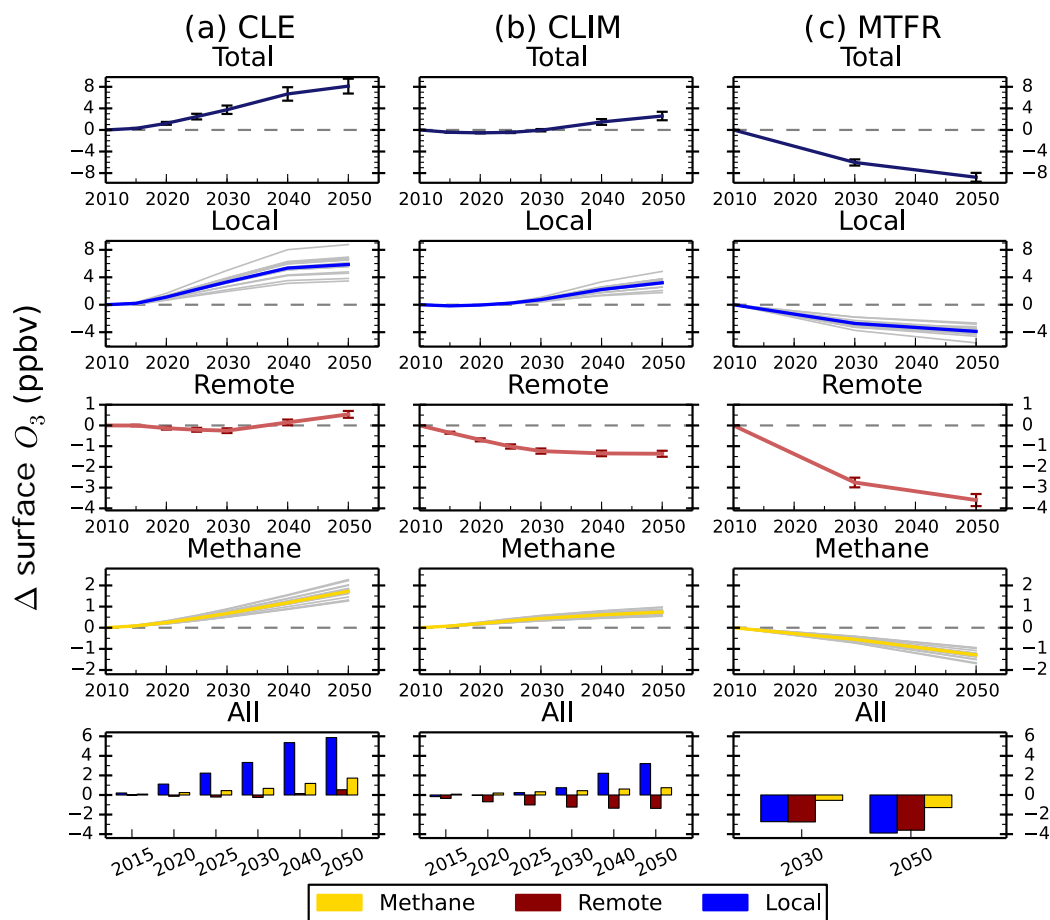 (a) CLE (b) CLIM (c) MTFR
Total Total Total
8 8
4 4
0 0
−4 −4
−8 −8
2010 2020 2030 2040 2050 2010 2020 2030 2040 2050 2010 2020 2030 2040 2050
Local Local Local
8 8
4 4
0 0
−4 −4
2010 2020 2030 2040 2050 2010 2020 2030 2040 2050 2010 2020 2030 2040 2050
Remote Remote Remote
1 1
0 0
−1 −1
−2 −2
−3 −3
−4 −4
2010 2020 2030 2040 2050 2010 2020 2030 2040 2050 2010 2020 2030 2040 2050
Methane Methane Methane
2 2
1 1
0 0
−1 −1
−2 −2
2010 2020 2030 2040 2050 2010 2020 2030 2040 2050 2010 2020 2030 2040 2050
All All All
6 6
4 4
2 2
0 0
−2 −2
−4 −4
2015 2020 2025 2030 2040 2050 2015 2020 2025 2030 2040 2050 2030 2050
Δ surface O₃ (ppbv)
Methane Remote Local